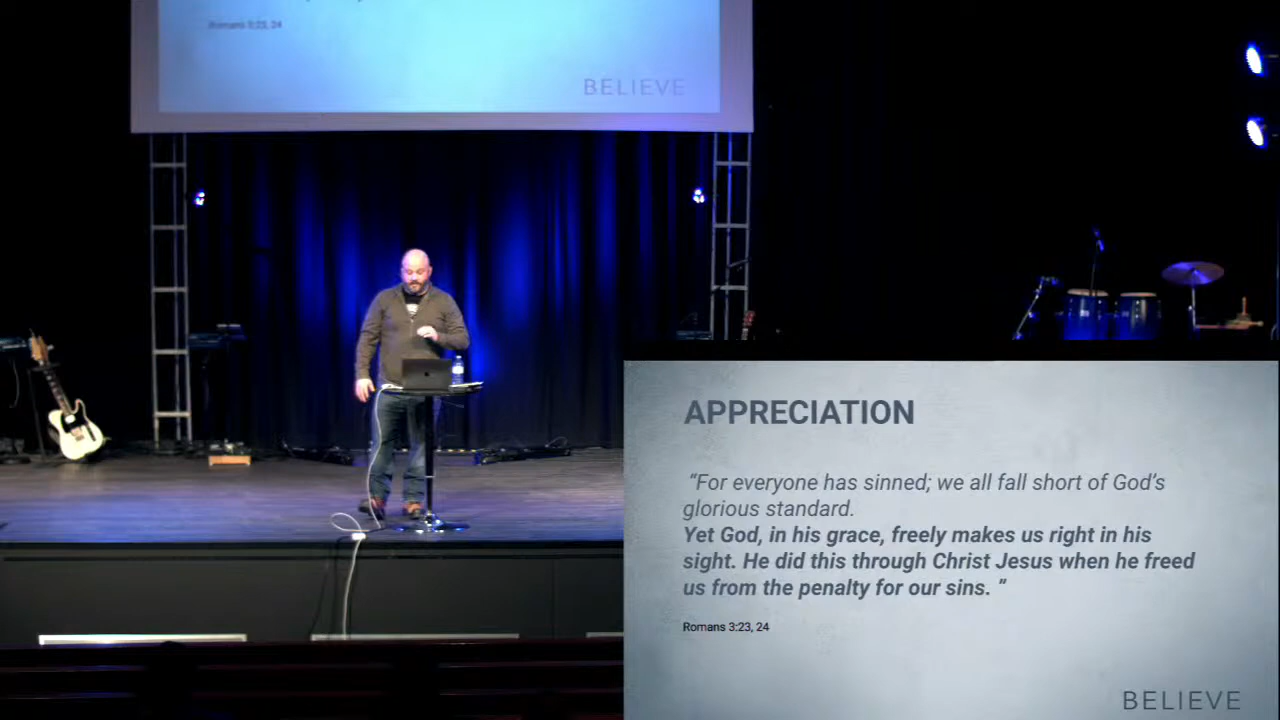 Romans 3:23, 24
BELIEVE
APPRECIATION
“For everyone has sinned; we all fall short of God’s
glorious standard.
Yet God, in his grace, freely makes us right in his
sight. He did this through Christ Jesus when he freed
us from the penalty for our sins. ”
Romans 3:23, 24
BELIEVE